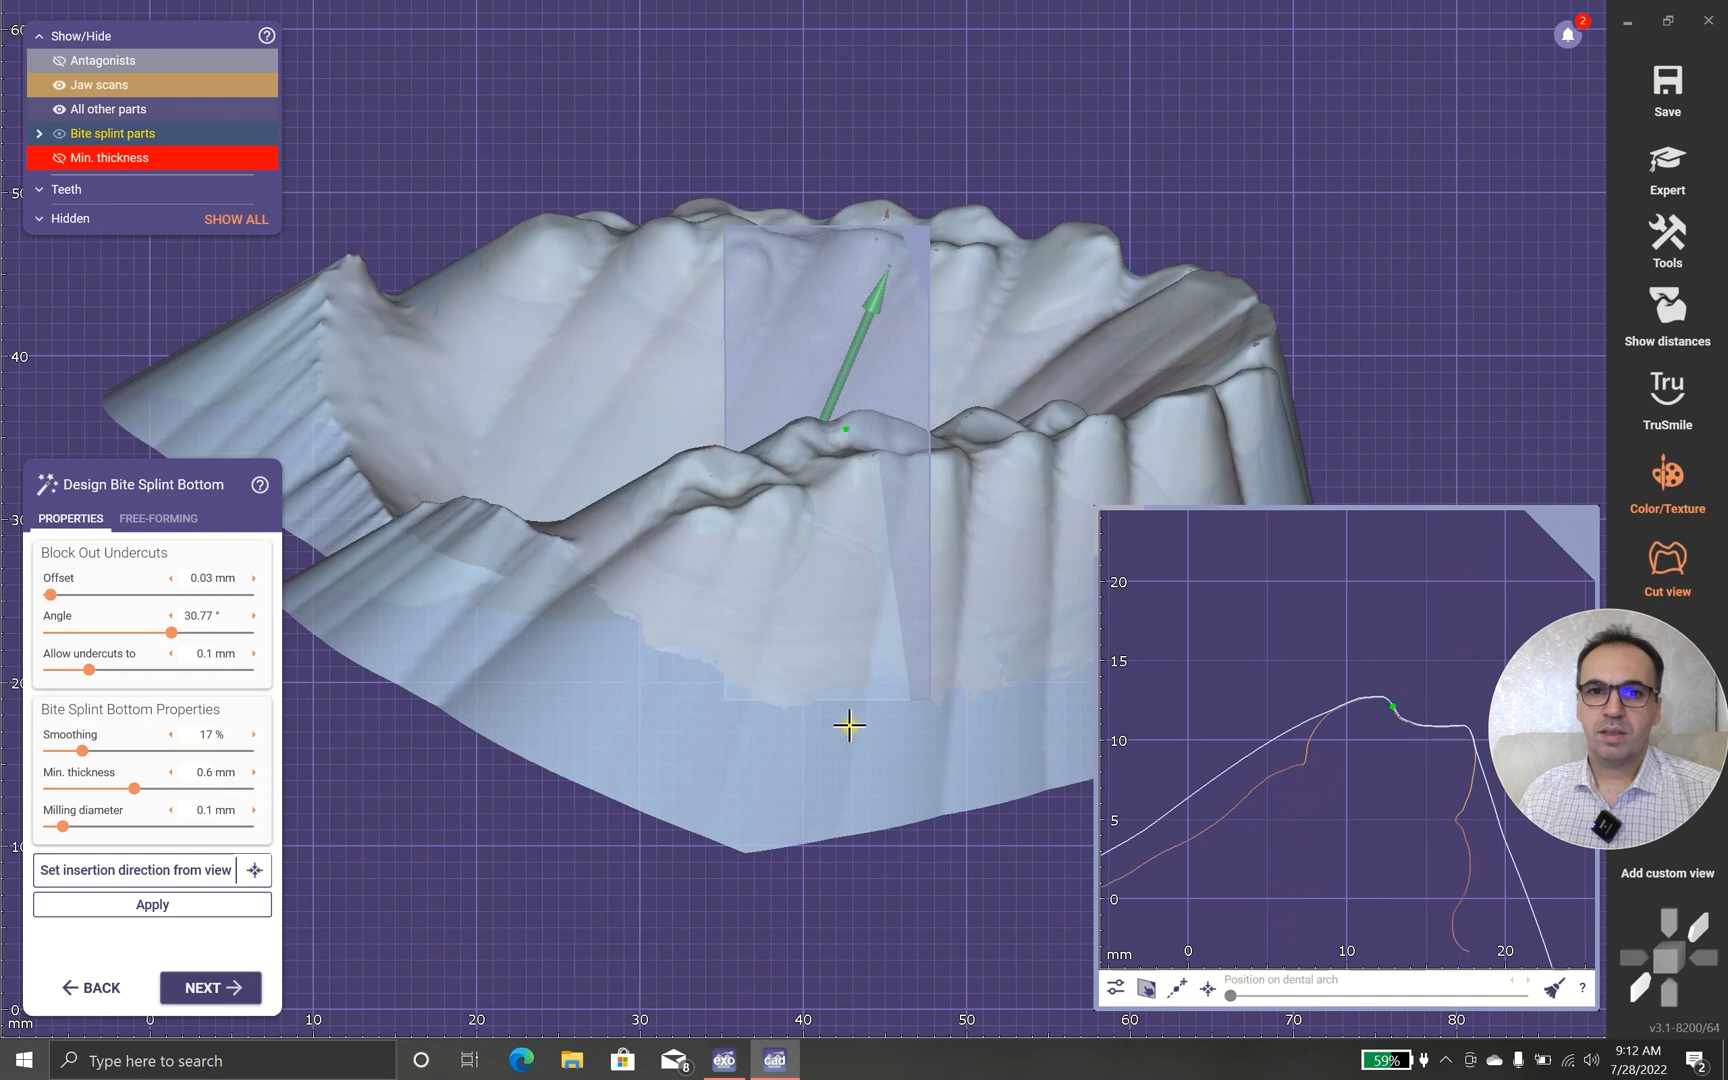 Show/Hide
Antagonists
Jaw scans
All other parts
Bite splint parts
Min. thickness
Teeth
Hidden SHOW ALL
2
60
50
40
30
20
10
0
mm 0 10 20 30 40 50 60 70 80
Design Bite Splint Bottom
PROPERTIES FREE-FORMING
Block Out Undercuts
Offset 0.03 mm
Angle 30.77 °
Allow undercuts to 0.1 mm
Bite Splint Bottom Properties
Smoothing 17 %
Min. thickness 0.6 mm
Milling diameter 0.1 mm
Set insertion direction from view
Apply
BACK NEXT
20
15
10
5
0
mm 0 10 20
Position on dental arch
?
Save
Expert
Tools
Show distances
Tru
TruSmile
Color/Texture
Cut view
Add custom view
v3.1-8200/64
Type here to search
8
exo
cad
59%
9:12 AM
7/28/2022
2